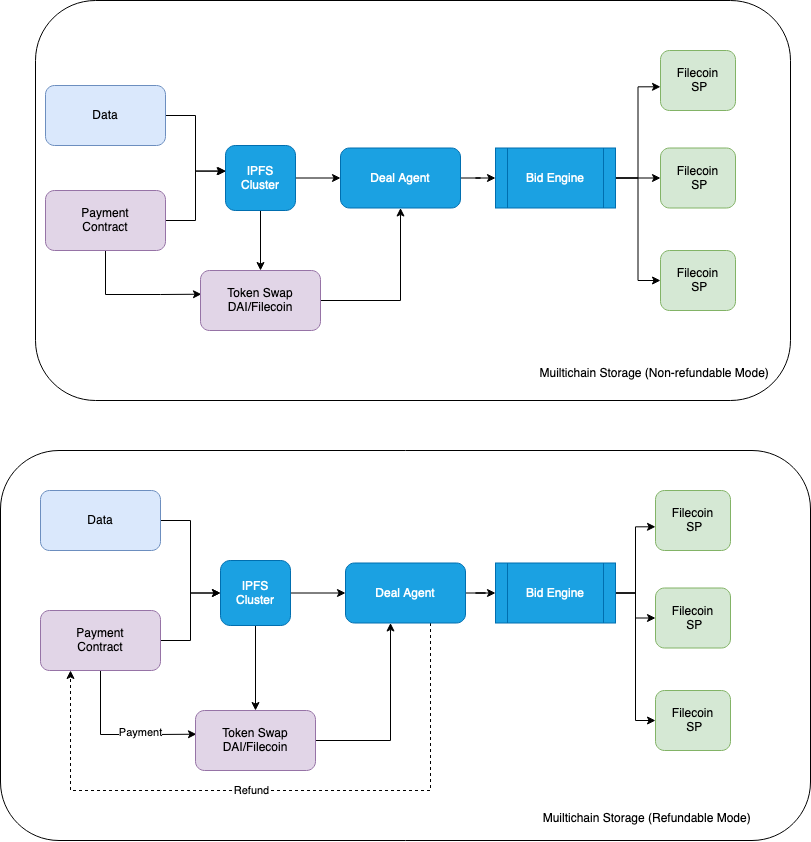 Filecoin
SP
Data
IPFS
Cluster
Deal Agent
Bid Engine
Filecoin
SP
Payment
Contract
Token Swap
DAI/Filecoin
Filecoin
SP
Muiltichain Storage (Non-refundable Mode)
Data
Filecoin
SP
IPFS
Cluster
Deal Agent
Bid Engine
Filecoin
SP
Payment
Contract
Payment
Token Swap
DAI/Filecoin
Filecoin
SP
Refund
Muiltichain Storage (Refundable Mode)